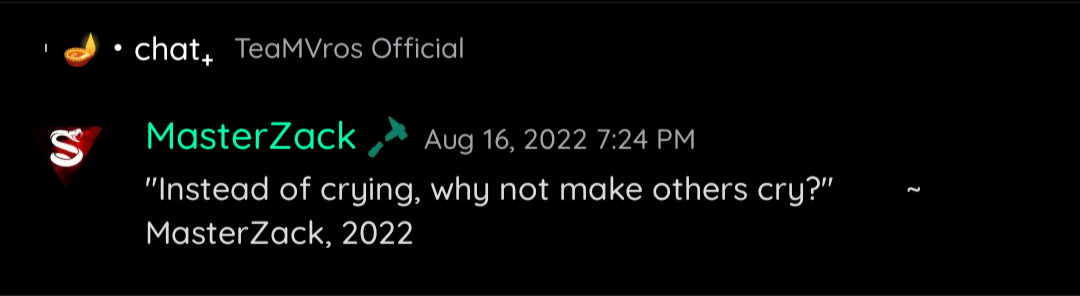 🪔 • chat₊ TeaMVros Official
MasterZack Aug 16, 2022 7:24 PM
"Instead of crying, why not make others cry?" ~
MasterZack, 2022